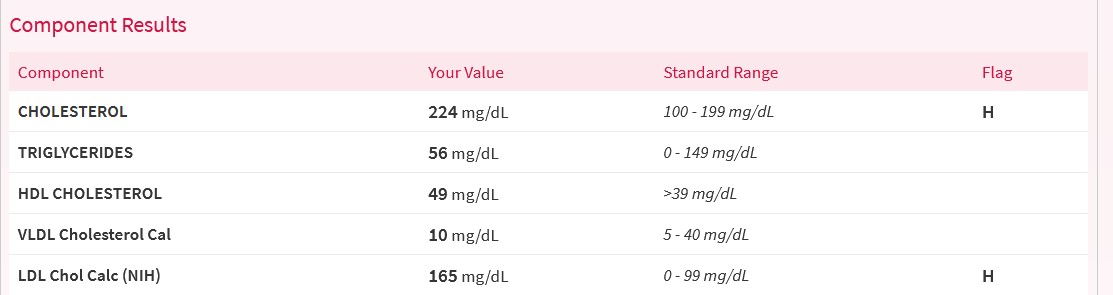 Component Results
Component Your Value Standard Range Flag
CHOLESTEROL 224 mg/dL 100 - 199 mg/dL H
TRIGLYCERIDES 56 mg/dL 0 - 149 mg/dL
HDL CHOLESTEROL 49 mg/dL >39 mg/dL
VLDL Cholesterol Cal 10 mg/dL 5 - 40 mg/dL
LDL Chol Calc (NIH) 165 mg/dL 0 - 99 mg/dL H